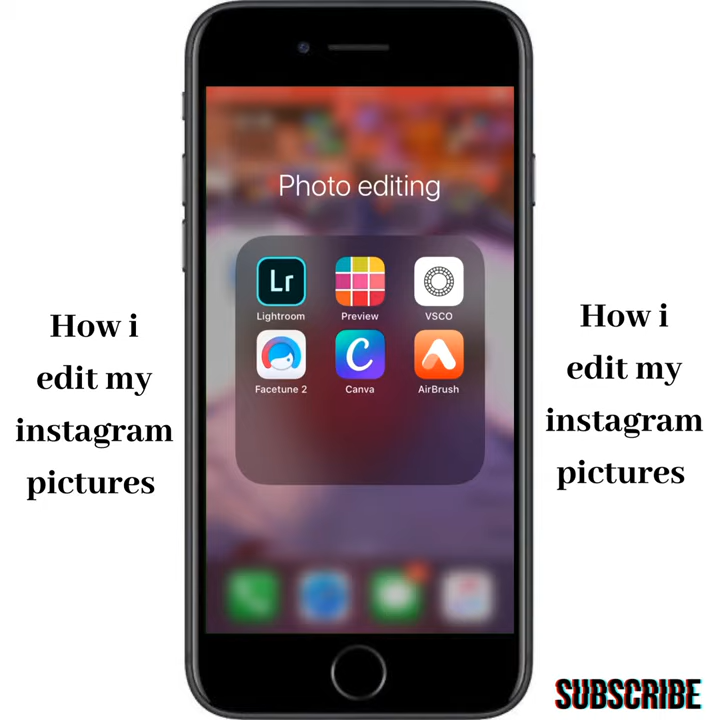 Photo editing
Lr
Lightroom
Preview
VSCO
Facetune 2
C
Canva
AirBrush
How i
edit my
instagram
pictures
How i
edit my
instagram
pictures
SUBSCRIBE